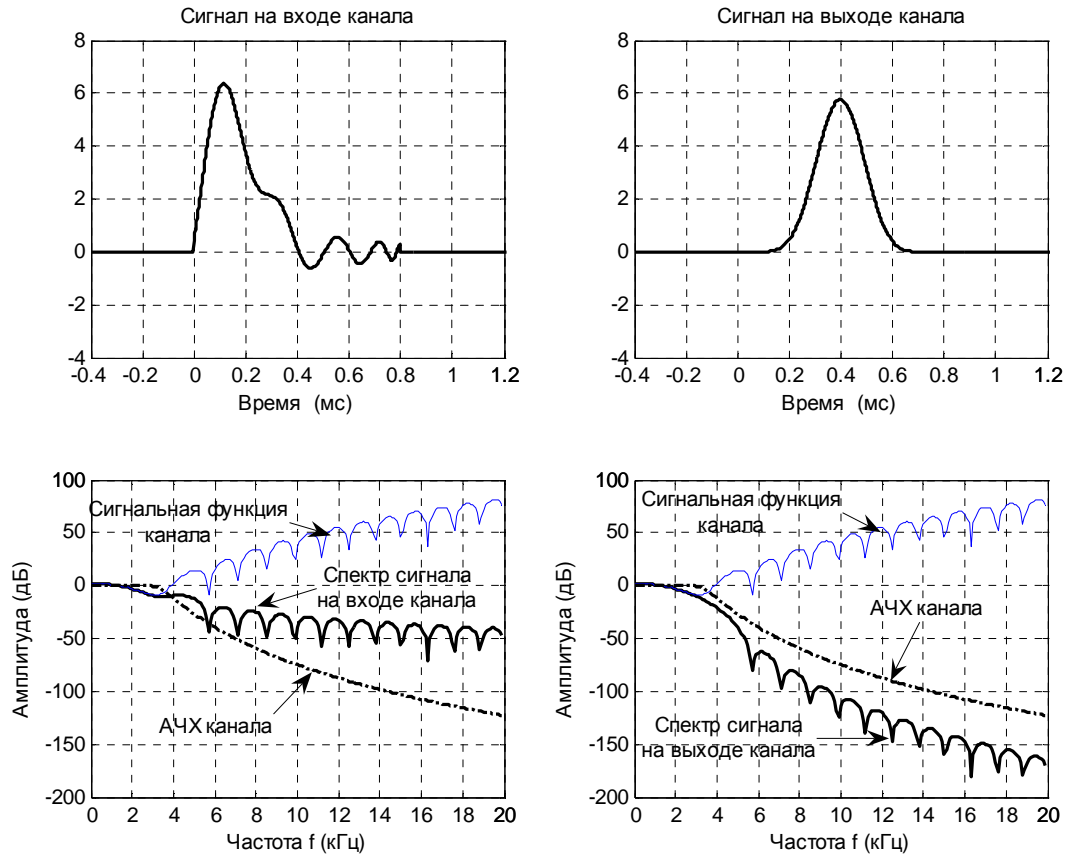 Сигнал на входе канала
8
6
4
2
0
-2
-4
-0.4 -0.2 0 0.2 0.4 0.6 0.8 1 1.2
Время (мс)
Сигнал на выходе канала
8
6
4
2
0
-2
-4
-0.4 -0.2 0 0.2 0.4 0.6 0.8 1 1.2
Время (мс)
100
50
0
-50
-100
-150
-200
Амплитуда (дБ)
Сигнальная функция
канала
Спектр сигнала
на входе канала
АЧХ канала
0 2 4 6 8 10 12 14 16 18 20
Частота f (кГц)
100
50
0
-50
-100
-150
-200
Амплитуда (дБ)
Сигнальная функция
канала
АЧХ канала
Спектр сигнала
на выходе канала
0 2 4 6 8 10 12 14 16 18 20
Частота f (кГц)